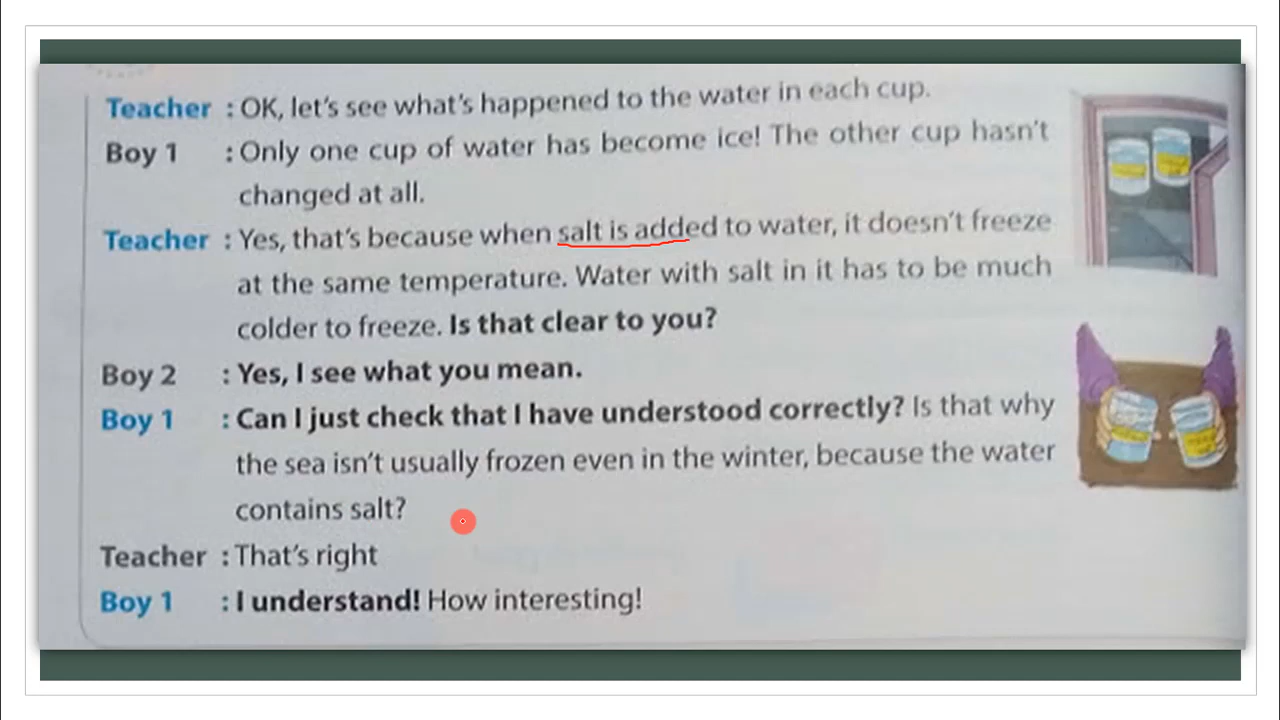 Teacher : OK, let's see what's happened to the water in each cup.
Boy 1 : Only one cup of water has become ice! The other cup hasn't
changed at all.
Teacher : Yes, that's because when salt is added to water, it doesn't freeze
at the same temperature. Water with salt in it has to be much
colder to freeze. Is that clear to you?
Boy 2 : Yes, I see what you mean.
Boy 1 : Can I just check that I have understood correctly? Is that why
the sea isn't usually frozen even in the winter, because the water
contains salt?
Teacher : That's right
Boy 1 : I understand! How interesting!